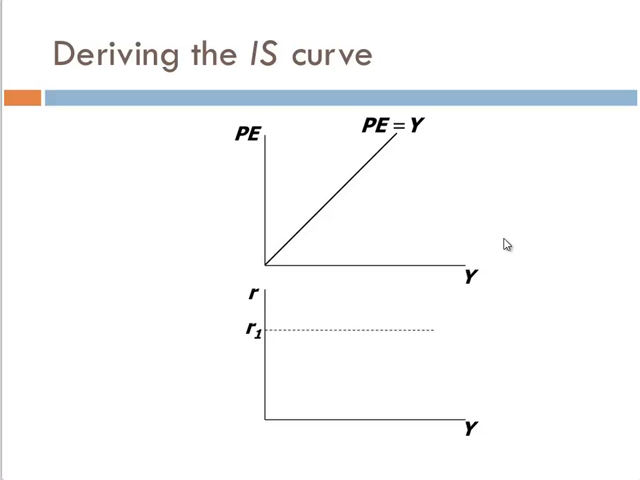 Deriving the IS curve
PE
PE = Y
Y
r
r1
Y